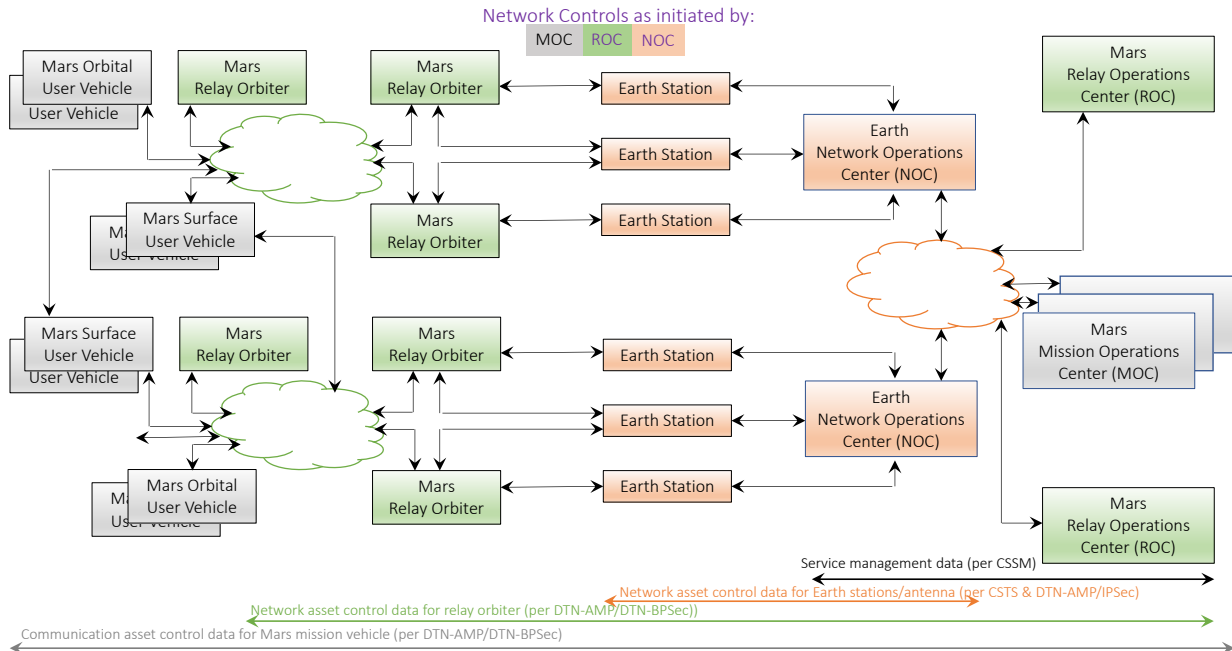 Network Controls as initiated by:
MOC ROC NOC
Mars Orbital
User Vehicle
User Vehicle
Mars
Relay Orbiter
Mars
Relay Orbiter
Earth Station
Earth Station
Earth Station
Earth
Network Operations
Center (NOC)
Mars
Relay Operations
Center (ROC)
Mars Surface
User Vehicle
Ma
User Vehicle
Mars
Relay Orbiter
Mars Surface
User Vehicle
User Vehicle
Mars
Relay Orbiter
Mars
Relay Orbiter
Earth Station
Earth Station
Earth Station
Earth
Network Operations
Center (NOC)
Mars
Mission Operations
Center (MOC)
Mars Orbital
User Vehicle
Ma
User Vehicle
Mars
Relay Orbiter
Mars
Relay Operations
Center (ROC)
Service management data (per CSSM)
Network asset control data for Earth stations/antenna (per CSTS & DTN-AMP/IPSec)
Network asset control data for relay orbiter (per DTN-AMP/DTN-BPSec))
Communication asset control data for Mars mission vehicle (per DTN-AMP/DTN-BPSec)